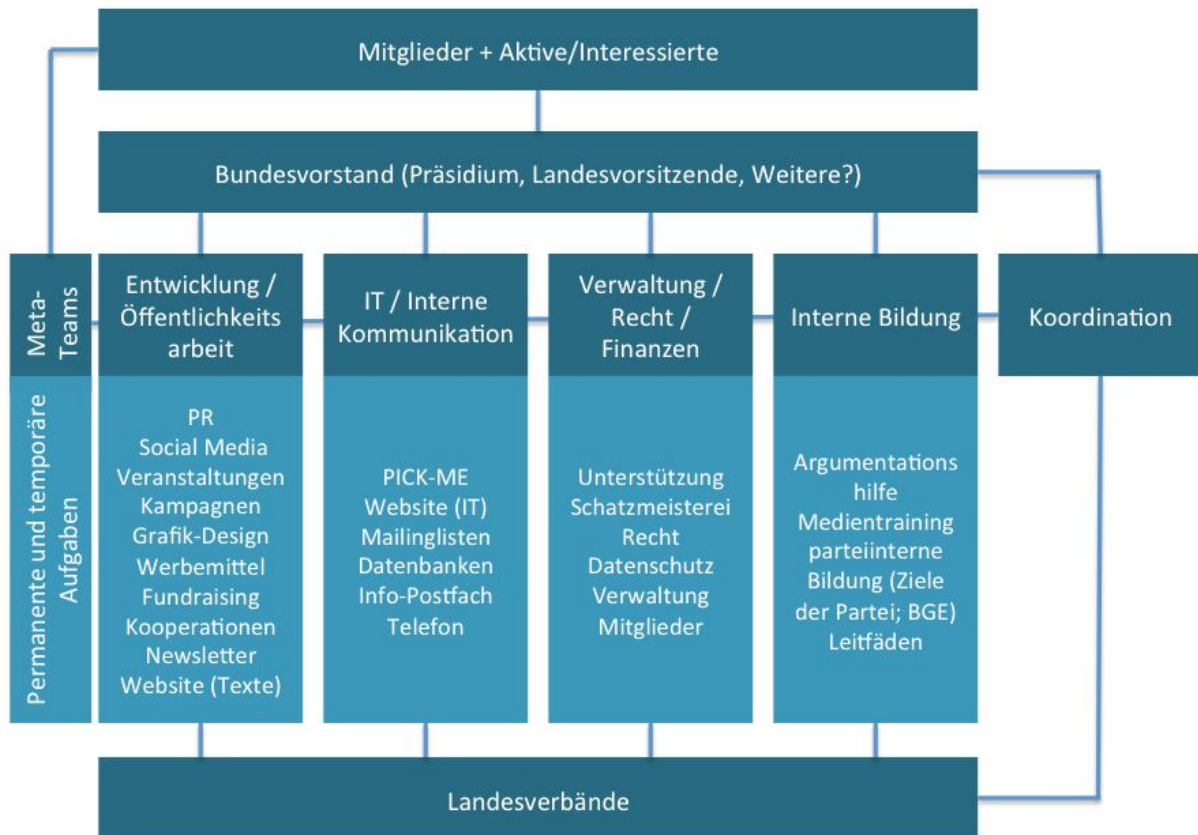 Mitglieder + Aktive/Interessierte
Bundesvorstand (Präsidium, Landesvorsitzende, Weitere?)
Meta-
Teams
Entwicklung /
Öffentlichkeits
arbeit
IT / Interne
Kommunikation
Verwaltung /
Recht /
Finanzen
Interne Bildung
Koordination
Permanente und temporäre
Aufgaben
PR
Social Media
Veranstaltungen
Kampagnen
Grafik-Design
Werbemittel
Fundraising
Kooperationen
Newsletter
Website (Texte)
PICK-ME
Website (IT)
Mailinglisten
Datenbanken
Info-Postfach
Telefon
Unterstützung
Schatzmeisterei
Recht
Datenschutz
Verwaltung
Mitglieder
Argumentations
hilfe
Medientraining
parteiinterne
Bildung (Ziele
der Partei; BGE)
Leitfäden
Landesverbände